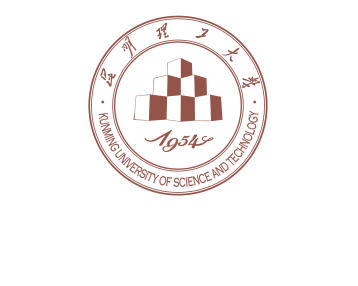 昆明理工大学
1954
KUNMING UNIVERSITY OF SCIENCE AND TECHNOLOGY